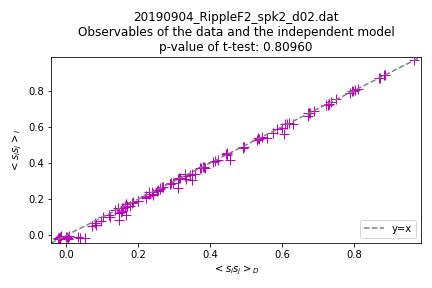 20190904_RippleF2_spk2_d02.dat
Observables of the data and the independent model
p-value of t-test: 0.80960
< s_i s_j >_I
0.8
0.6
0.4
0.2
0.0
y=x
0.0 0.2 0.4 0.6 0.8
< s_i s_j >_D